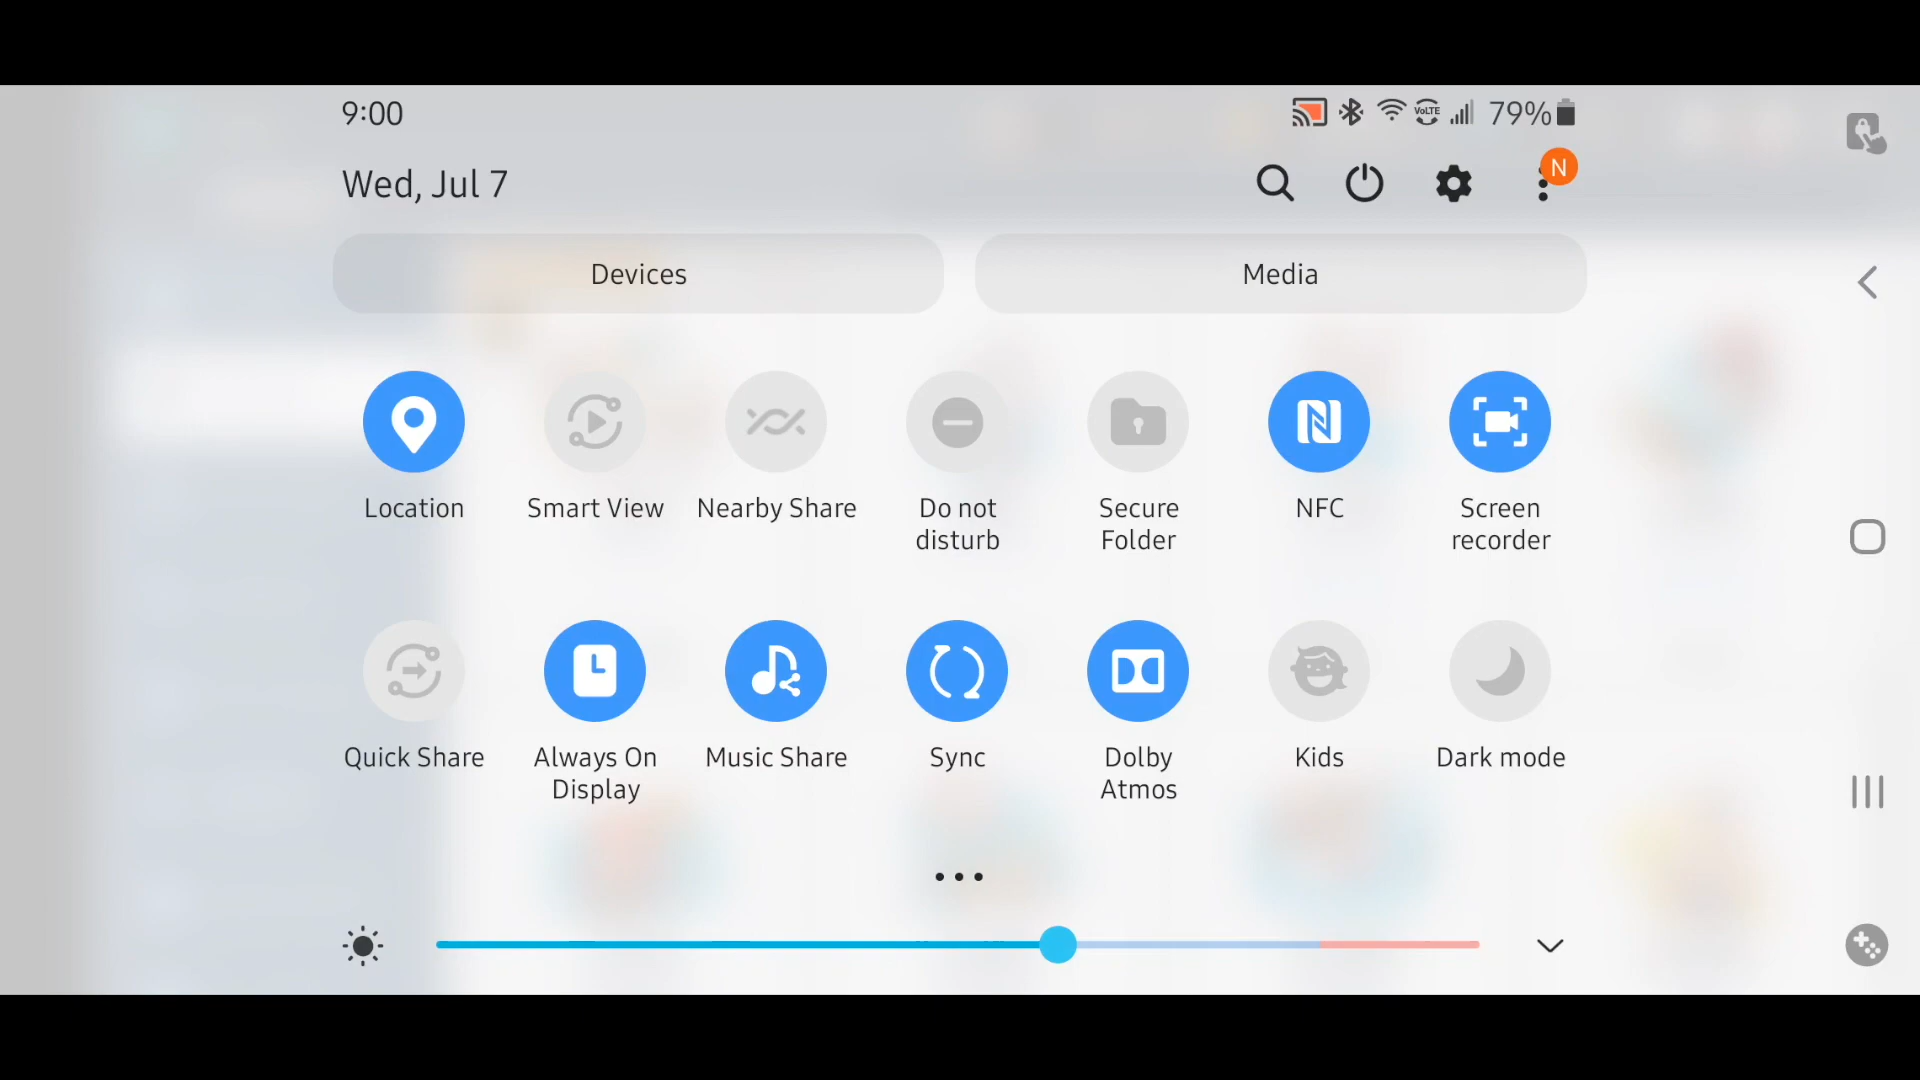 9:00
VoLTE 79%
Wed, Jul 7
N
Devices
Media
Location
Smart View
Nearby Share
Do not
disturb
Secure
Folder
NFC
Screen
recorder
Quick Share
Always On
Display
Music Share
Sync
Dolby
Atmos
Kids
Dark mode